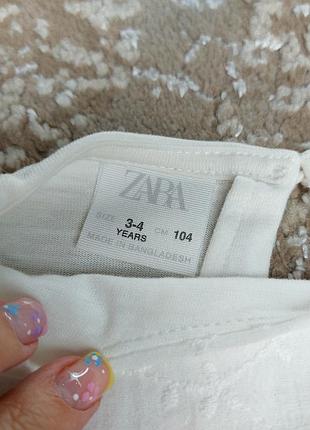 ZARA
SIZE 3-4 YEARS CM 104
MADE IN BANGLADESH